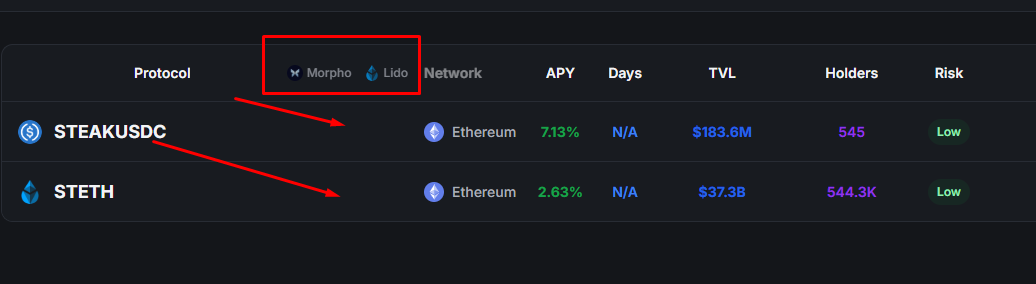 Protocol Morpho Lido Network APY Days TVL Holders Risk
STEAKUSDC Ethereum 7.13% N/A $183.6M 545 Low
STETH Ethereum 2.63% N/A $37.3B 544.3K Low